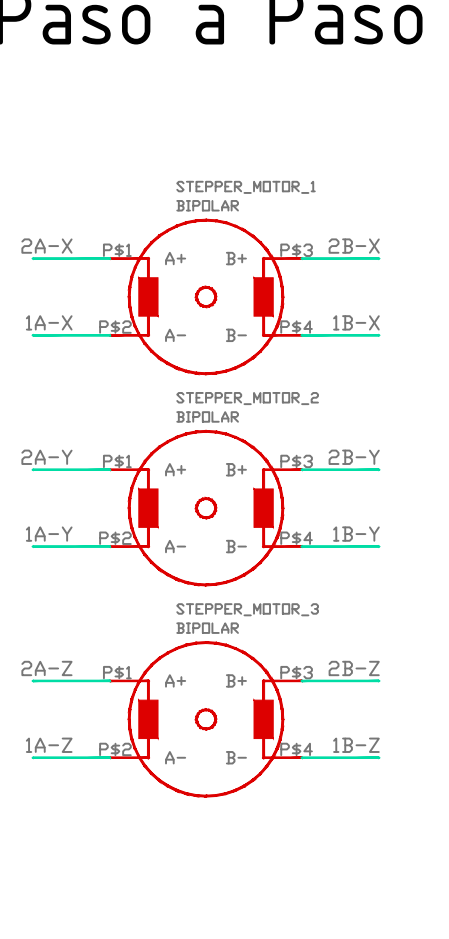 Paso a Paso
STEPPER_MOTOR_1
BIPOLAR
2A-X P$1 A+ B+ P$3 2B-X
1A-X P$2 A- B- P$4 1B-X
STEPPER_MOTOR_2
BIPOLAR
2A-Y P$1 A+ B+ P$3 2B-Y
1A-Y P$2 A- B- P$4 1B-Y
STEPPER_MOTOR_3
BIPOLAR
2A-Z P$1 A+ B+ P$3 2B-Z
1A-Z P$2 A- B- P$4 1B-Z